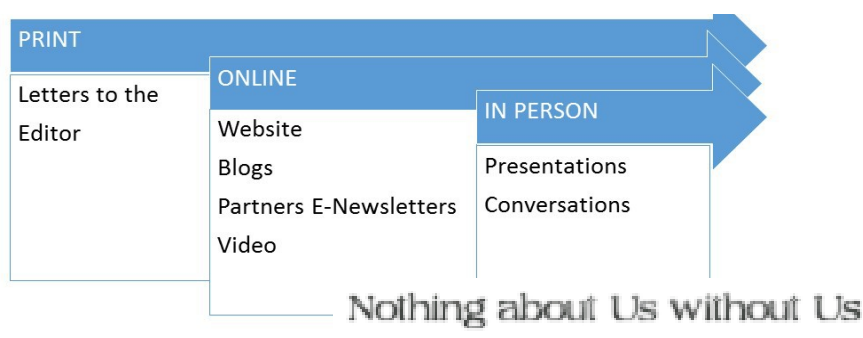 PRINT
Letters to the
Editor
ONLINE
Website
Blogs
Partners E-Newsletters
Video
IN PERSON
Presentations
Conversations
Nothing about Us without Us